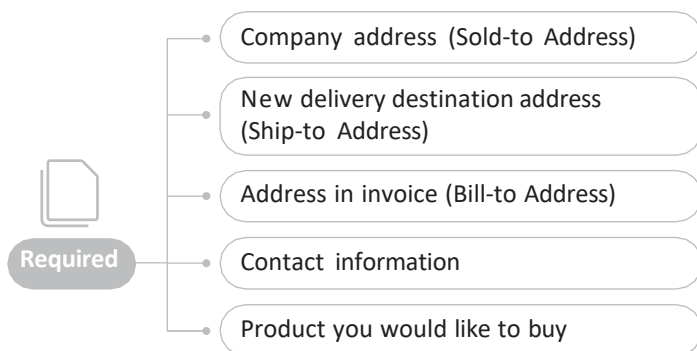 Company address (Sold-to Address)
New delivery destination address
(Ship-to Address)
Address in invoice (Bill-to Address)
Required
Contact information
Product you would like to buy